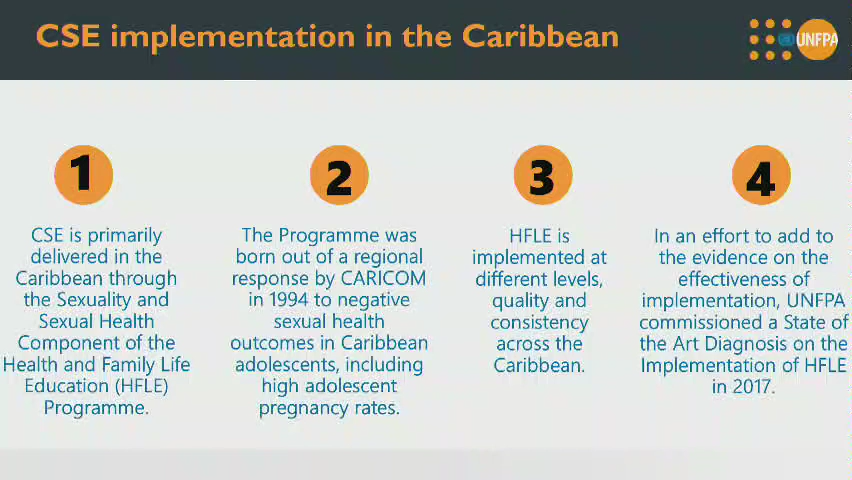 CSE implementation in the Caribbean
UNFPA
1
CSE is primarily
delivered in the
Caribbean through
the Sexuality and
Sexual Health
Component of the
Health and Family Life
Education (HFLE)
Programme.
2
The Programme was
born out of a regional
response by CARICOM
in 1994 to negative
sexual health
outcomes in Caribbean
adolescents, including
high adolescent
pregnancy rates.
3
HFLE is
implemented at
different levels,
quality and
consistency
across the
Caribbean.
4
In an effort to add to
the evidence on the
effectiveness of
implementation, UNFPA
commissioned a State of
the Art Diagnosis on the
Implementation of HFLE
in 2017.